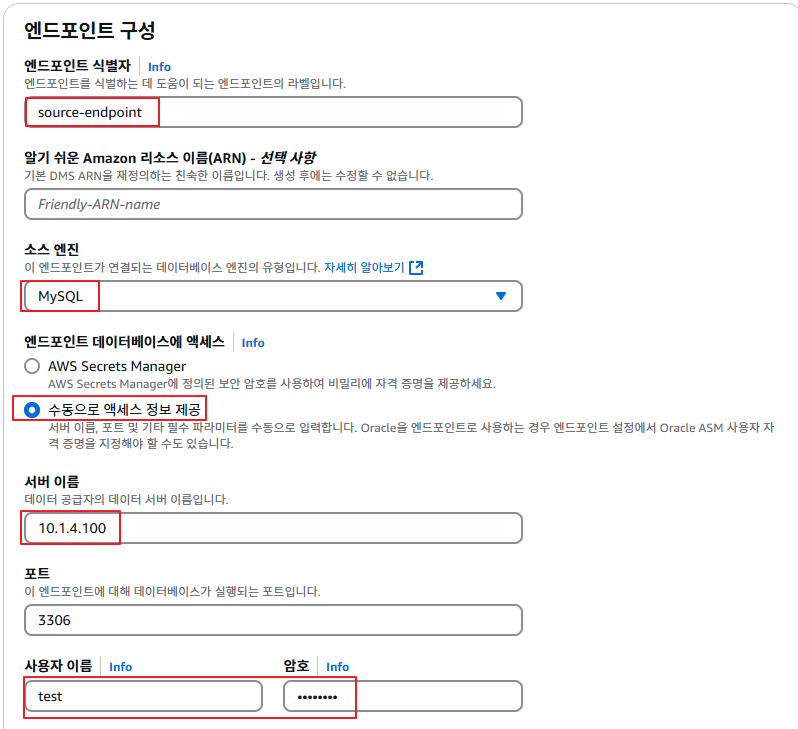 엔드포인트 구성
엔드포인트 식별자 Info
엔드포인트를 식별하는 데 도움이 되는 엔드포인트의 라벨입니다.
source-endpoint
알기 쉬운 Amazon 리소스 이름(ARN) - 선택 사항
기본 DMS ARN을 재정의하는 친숙한 이름입니다. 생성 후에는 수정할 수 없습니다.
Friendly-ARN-name
소스 엔진
이 엔드포인트가 연결되는 데이터베이스 엔진의 유형입니다. 자세히 알아보기
MySQL
엔드포인트 데이터베이스에 액세스 Info
AWS Secrets Manager
AWS Secrets Manager에 정의된 보안 암호를 사용하여 비밀리에 자격 증명을 제공하세요.
수동으로 액세스 정보 제공
서버 이름, 포트 및 기타 필수 파라미터를 수동으로 입력합니다. Oracle을 엔드포인트로 사용하는 경우 엔드포인트 설정에서 Oracle ASM 사용자 자
격 증명을 지정해야 할 수도 있습니다.
서버 이름
데이터 공급자의 데이터 서버 이름입니다.
10.1.4.100
포트
이 엔드포인트에 대해 데이터베이스가 실행되는 포트입니다.
3306
사용자 이름 Info 암호 Info
test ••••••••